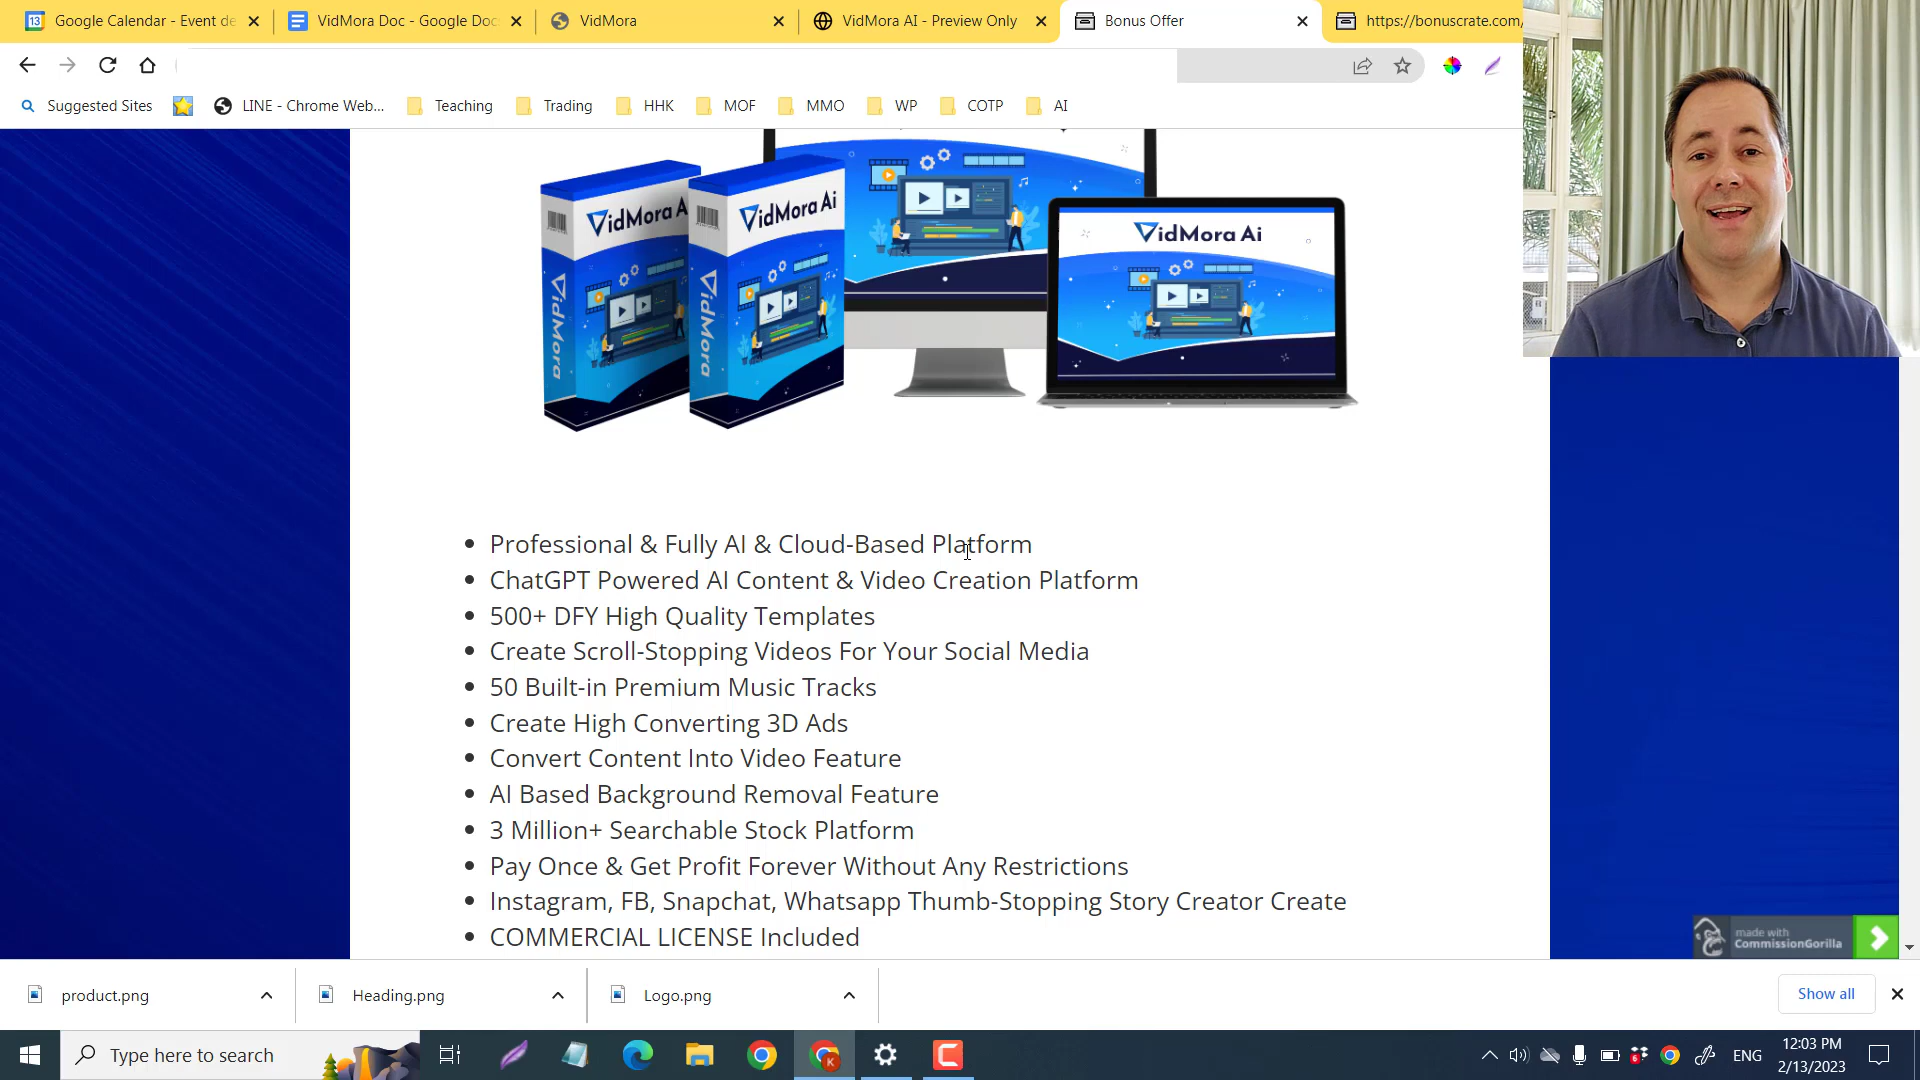 Google Calendar - Event de
VidMora Doc - Google Doc
VidMora
VidMora AI - Preview Only
Bonus Offer
https://bonuscrate.com/
Suggested Sites
LINE - Chrome Web...
Teaching
Trading
HHK
MOF
MMO
WP
COTP
AI
VidMora A
VidMora Ai
VidMora Ai
VidMora
VidMora
• Professional & Fully AI & Cloud-Based Platform
• ChatGPT Powered AI Content & Video Creation Platform
• 500+ DFY High Quality Templates
• Create Scroll-Stopping Videos For Your Social Media
• 50 Built-in Premium Music Tracks
• Create High Converting 3D Ads
• Convert Content Into Video Feature
• AI Based Background Removal Feature
• 3 Million+ Searchable Stock Platform
• Pay Once & Get Profit Forever Without Any Restrictions
• Instagram, FB, Snapchat, Whatsapp Thumb-Stopping Story Creator Create
• COMMERCIAL LICENSE Included
made with
CommissionGorilla
product.png
Heading.png
Logo.png
Show all
Type here to search
ENG
12:03 PM
2/13/2023